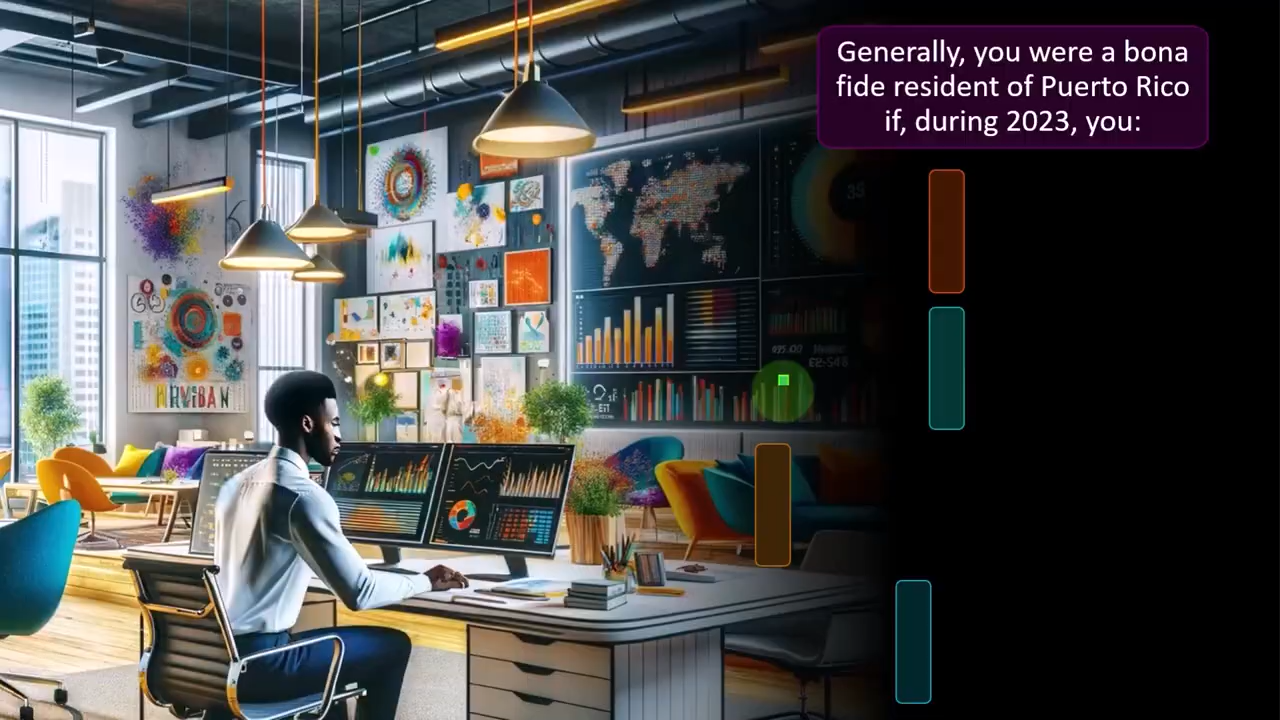 Generally, you were a bona
fide resident of Puerto Rico
if, during 2023, you: